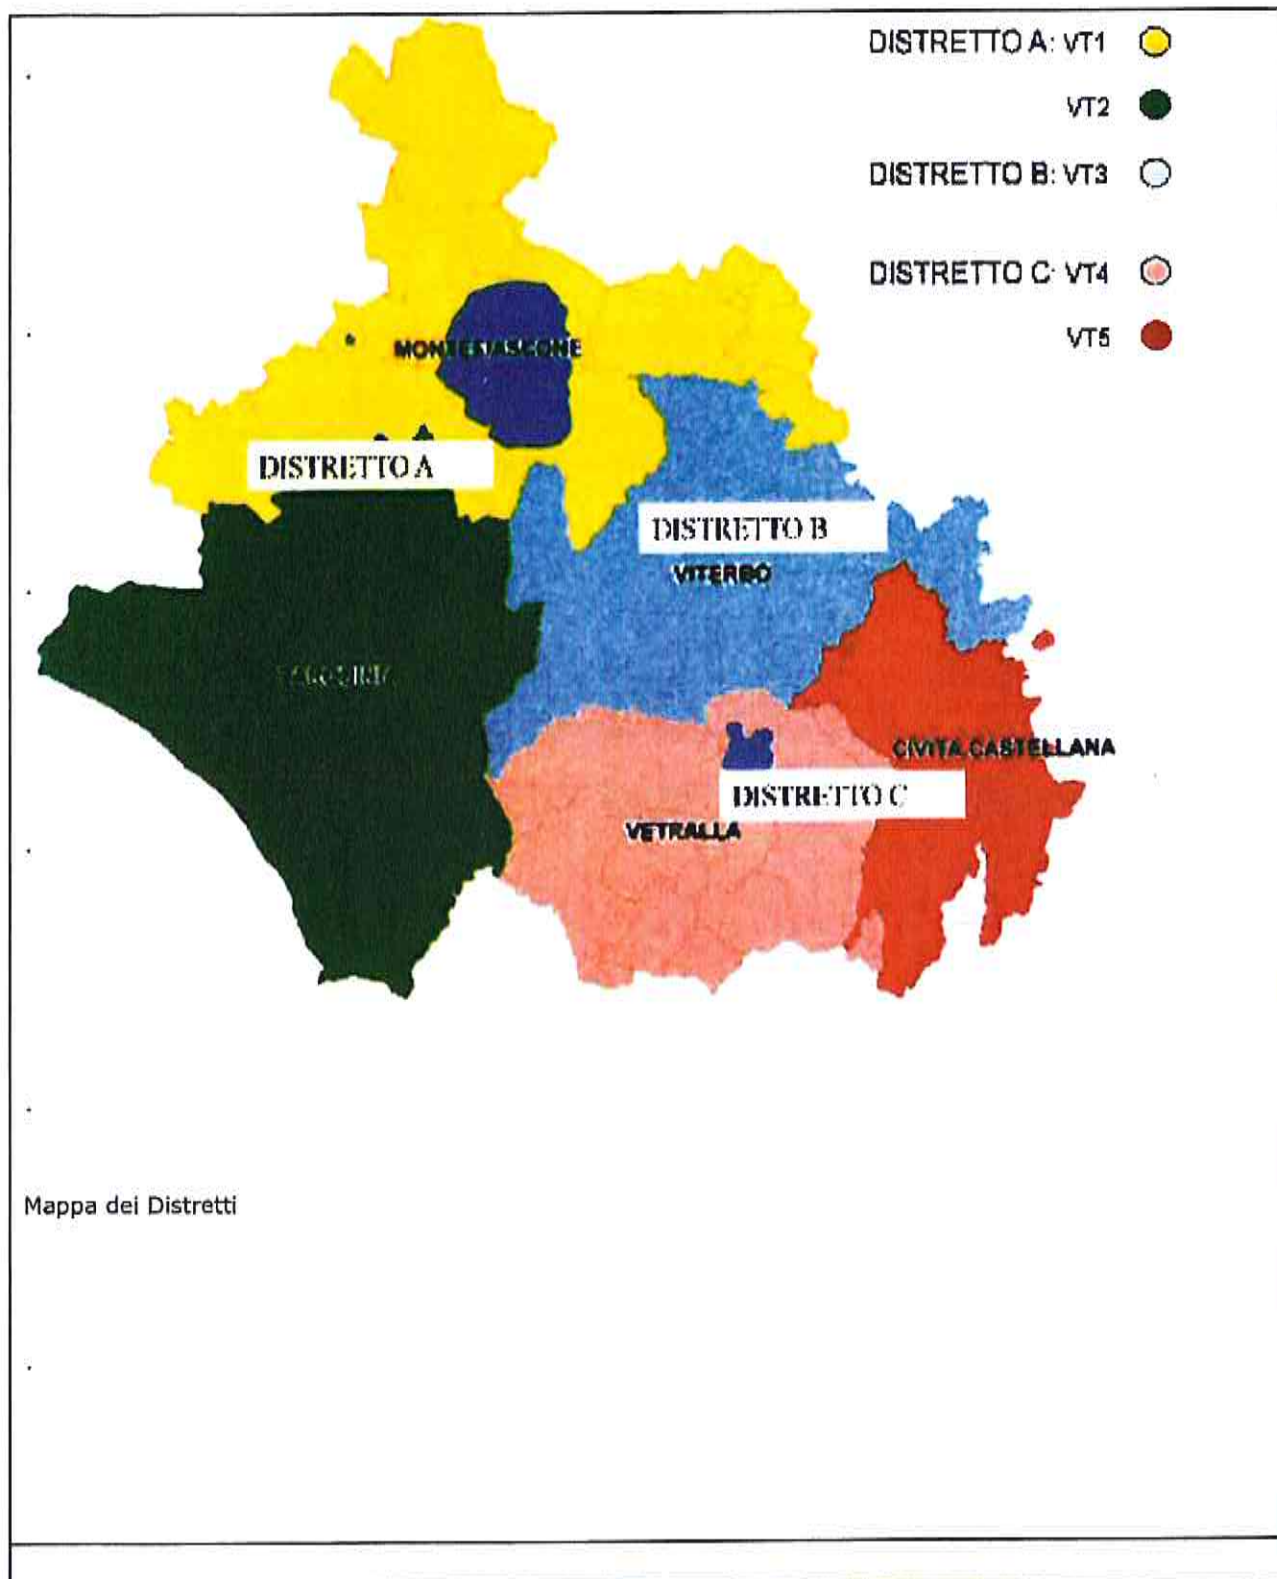 DISTRETTO A: VT1
VT2
DISTRETTO B: VT3
DISTRETTO C: VT4
VT5
MONTEFIASCONE
DISTRETTO A
DISTRETTO B
VITERBO
CIVITA CASTELLANA
DISTRETTO C
VETRALLA
Mappa dei Distretti